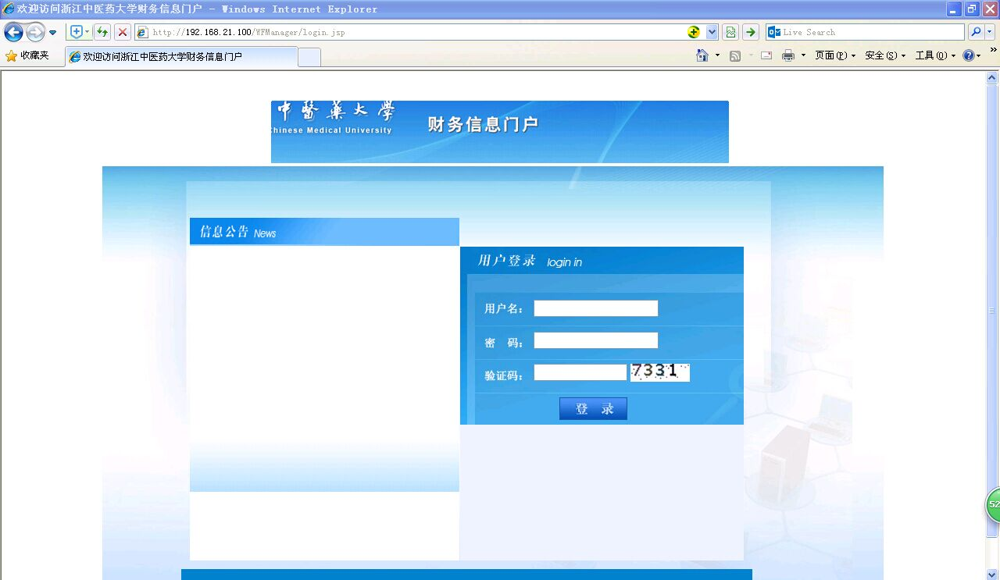 欢迎访问浙江中医药大学财务信息门户 - Windows Internet Explorer
http://192.168.21.100/WFManager/login.jsp
Live Search
收藏夹
欢迎访问浙江中医药大学财务信息门户
页面(P)
安全(S)
工具(O)
»
中醫藥大學
Chinese Medical University
财务信息门户
信息公告 News
用户登录 login in
用户名：
密 码：
验证码：
7331
登 录
52